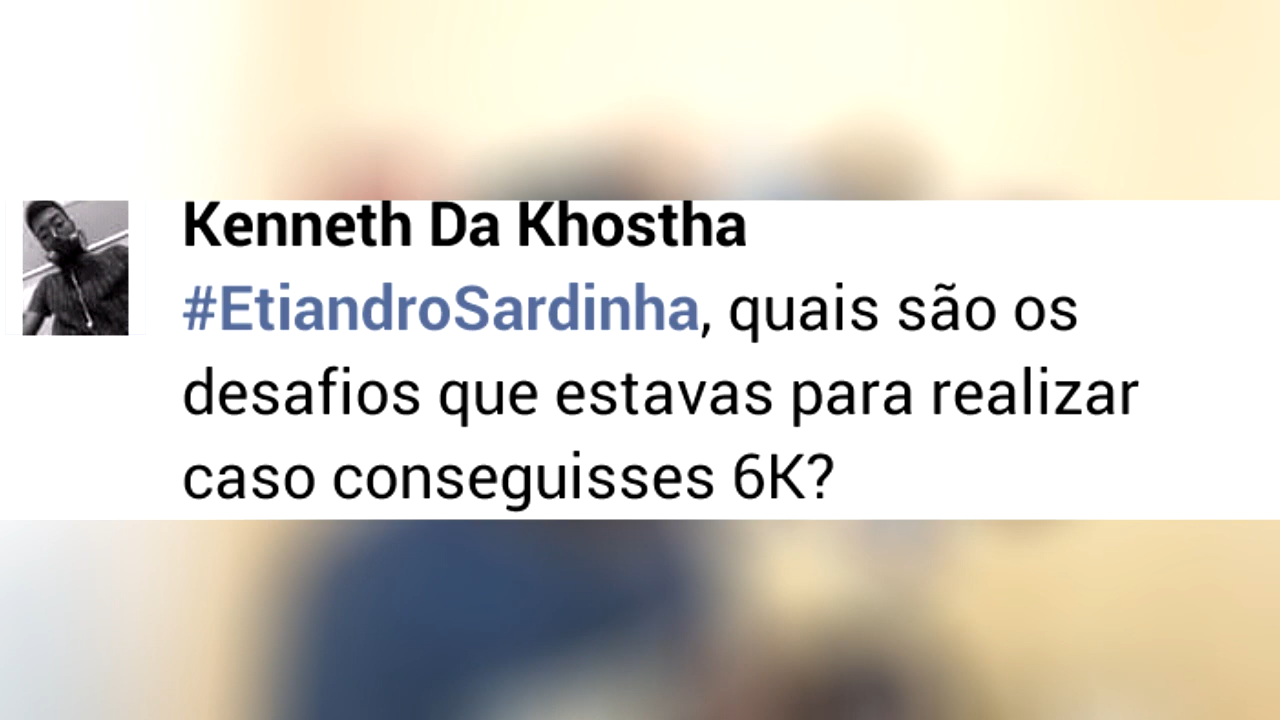 Kenneth Da Khostha
#EtiandroSardinha, quais são os
desafios que estavas para realizar
caso conseguisses 6K?